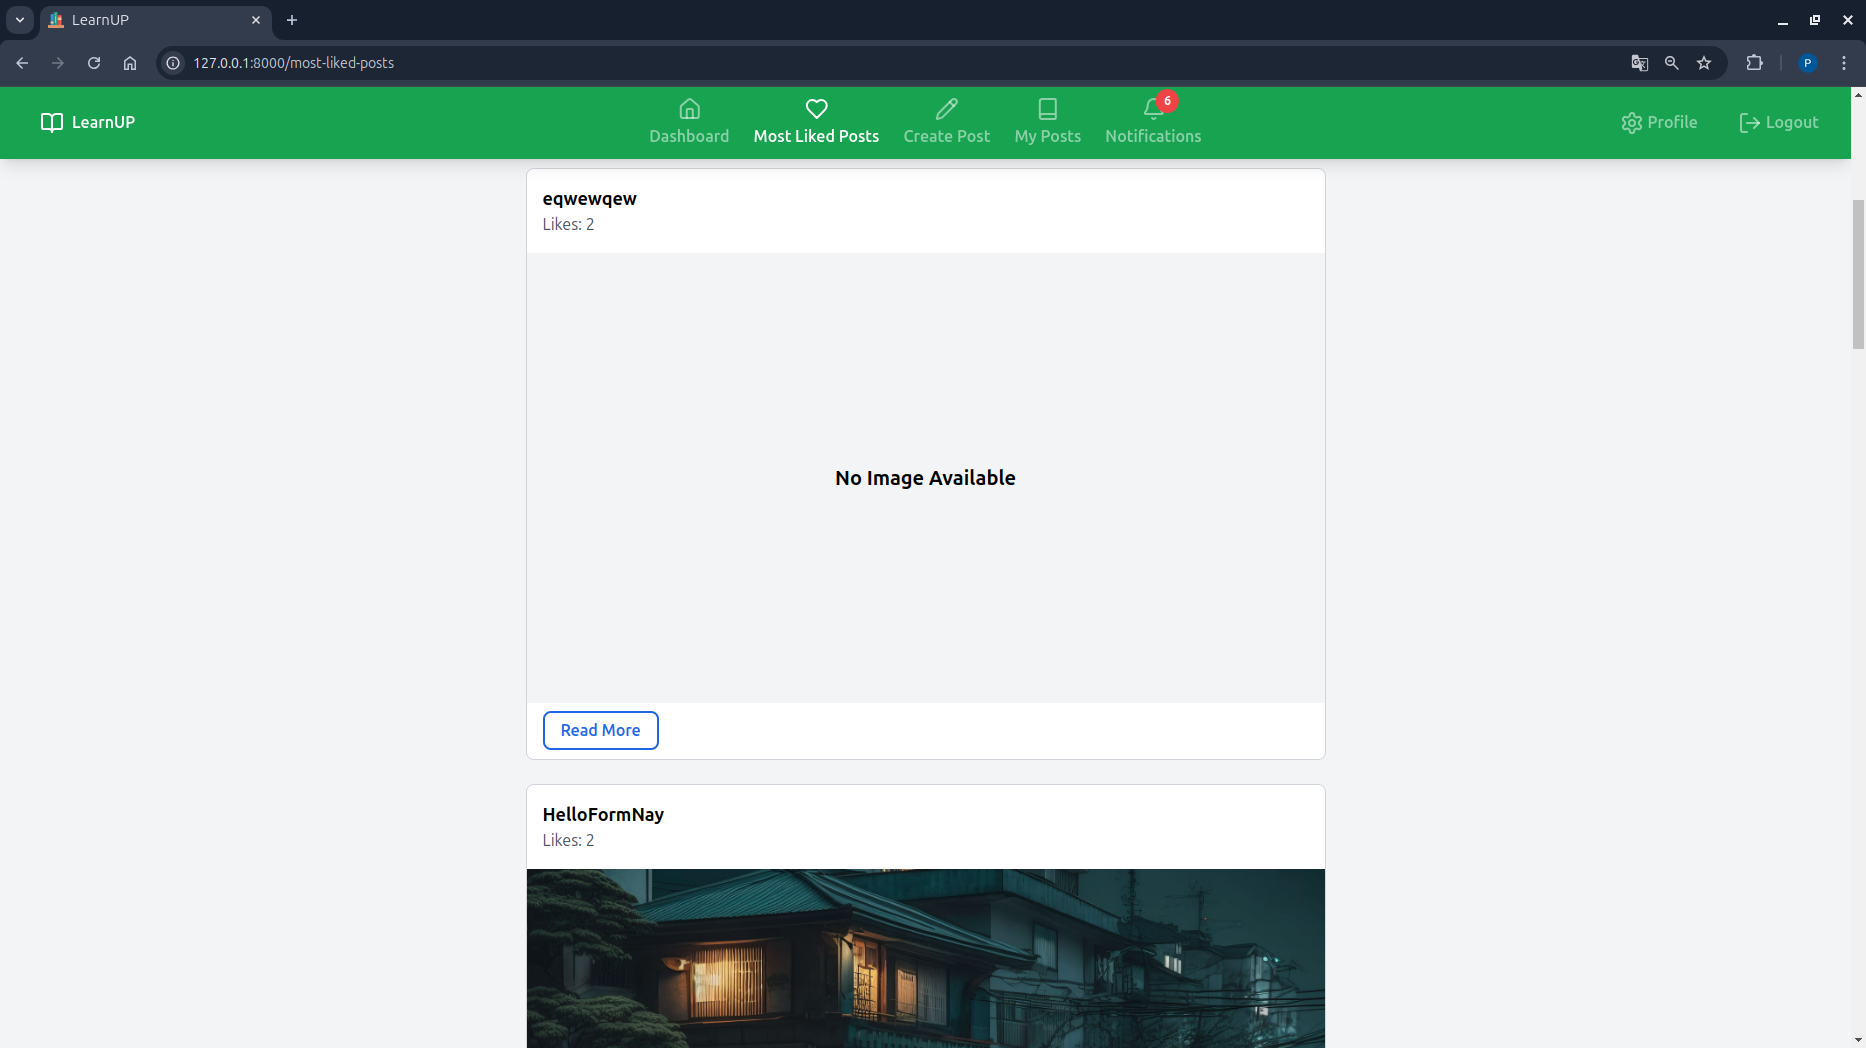 LearnUP
127.0.0.1:8000/most-liked-posts
P
LearnUP
Dashboard
Most Liked Posts
Create Post
My Posts
6
Notifications
Profile
Logout
eqwewqew
Likes: 2
No Image Available
Read More
HelloFormNay
Likes: 2